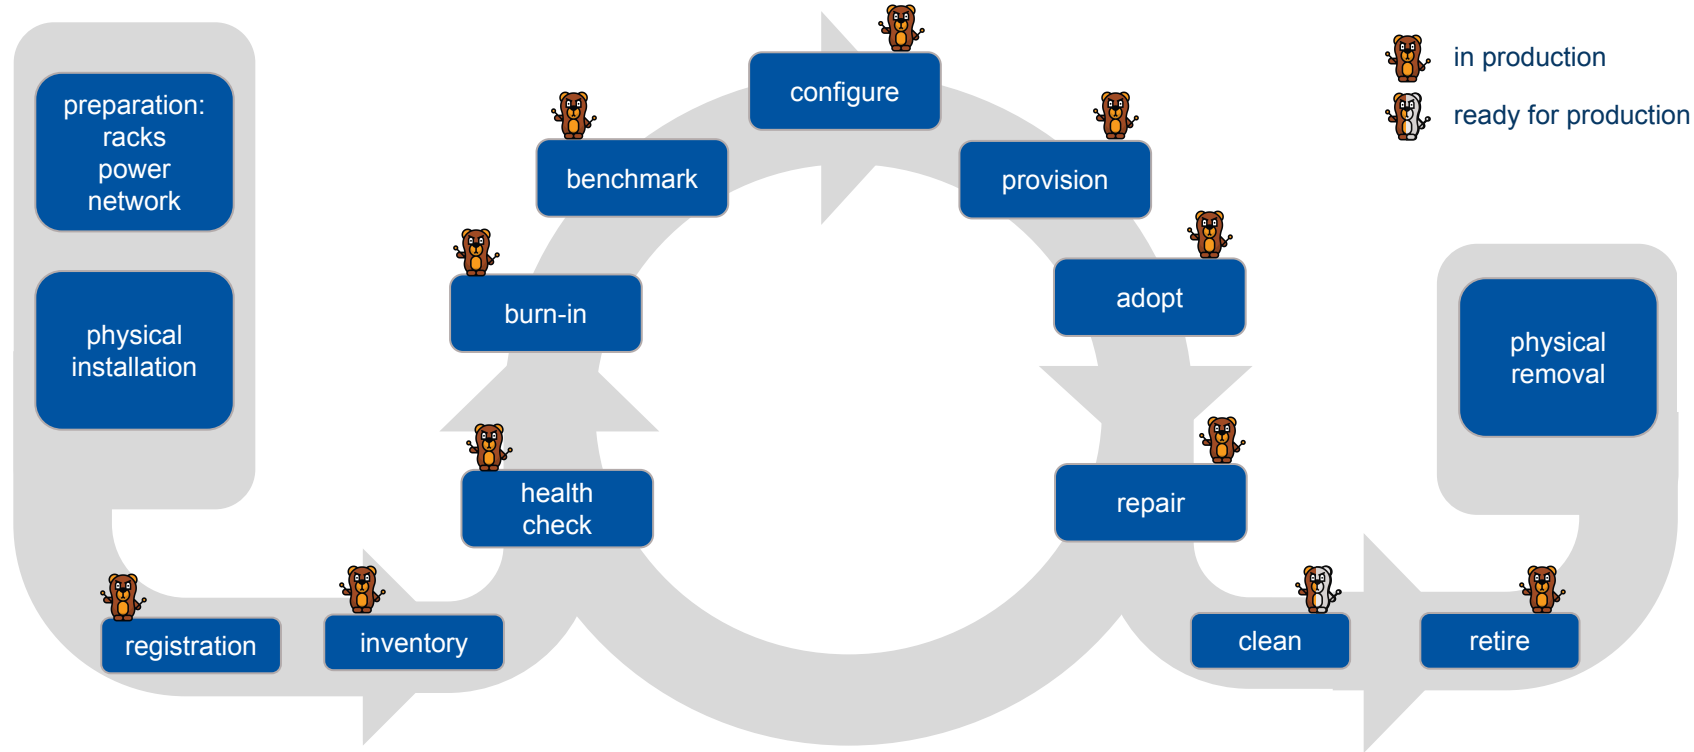 preparation:
racks
power
network
physical
installation
registration
inventory
health
check
burn-in
benchmark
configure
provision
adopt
repair
clean
retire
physical
removal
in production
ready for production